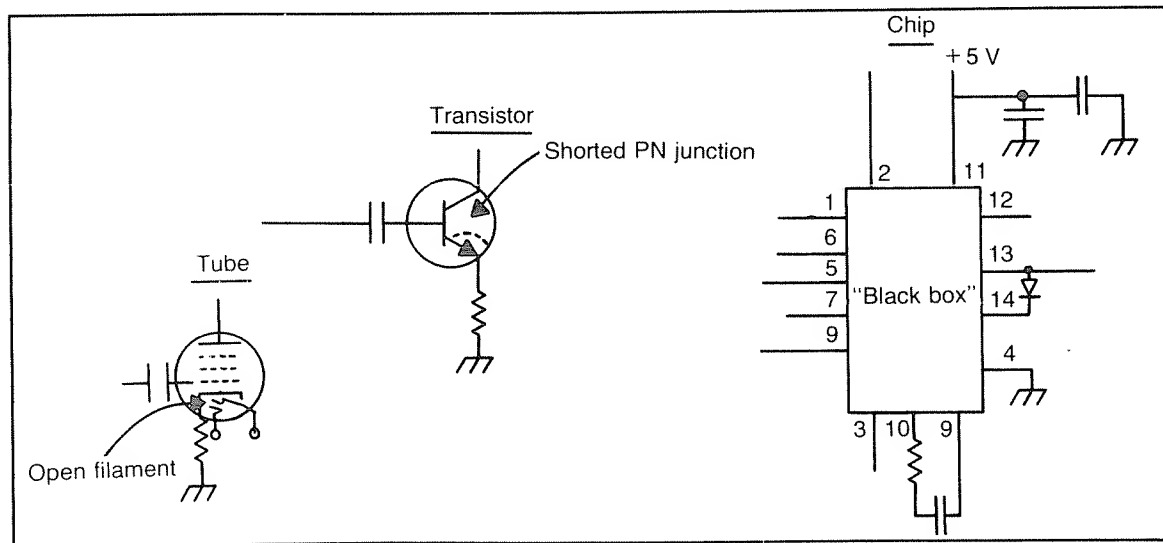 Chip
+5 V
Transistor
Shorted PN junction
2
11
1
12
6
Tube
5
13
"Black box"
7
14
9
4
Open filament
3
10
9